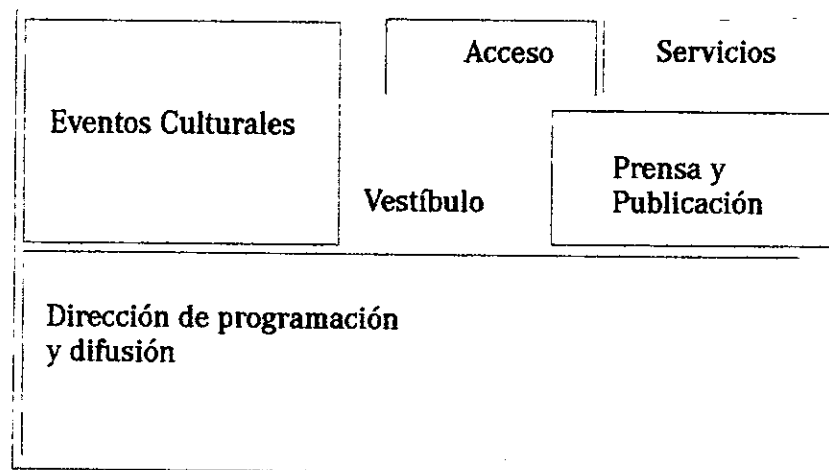 Acceso
Servicios
Eventos Culturales
Prensa y
Publicación
Vestíbulo
Dirección de programación
y difusión